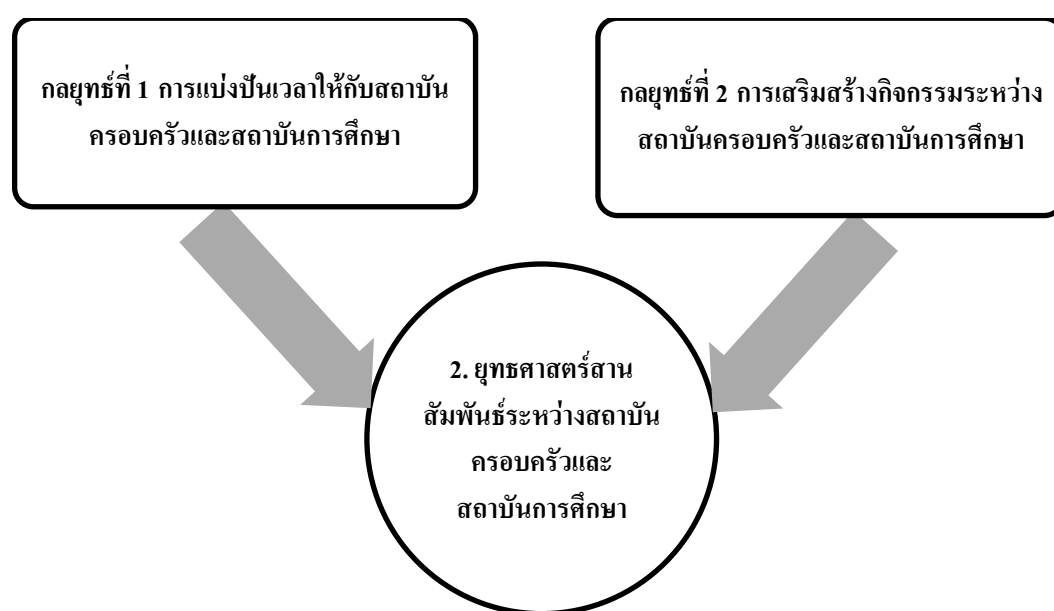 กลยุทธ์ที่ 1 การแบ่งปันเวลาให้กับสถาบัน
ครอบครัวและสถาบันการศึกษา
กลยุทธ์ที่ 2 การเสริมสร้างกิจกรรมระหว่าง
สถาบันครอบครัวและสถาบันการศึกษา
2. ยุทธศาสตร์สาน
สัมพันธ์ระหว่างสถาบัน
ครอบครัวและ
สถาบันการศึกษา